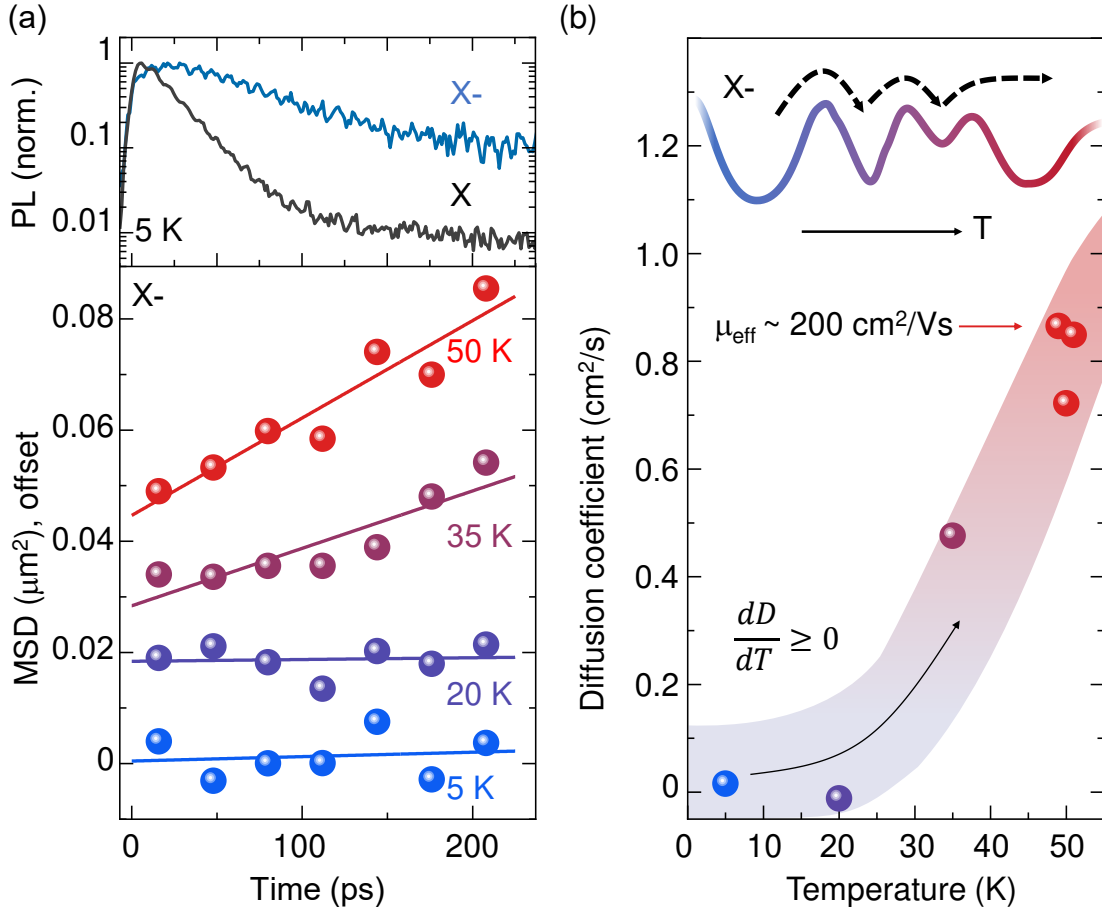 (a)
1
0.1
0.01
PL (norm.)
X-
X
5 K
X-
0.08
0.06
0.04
0.02
0
MSD (μm²), offset
50 K
35 K
20 K
5 K
0 100 200
Time (ps)
(b)
X-
T
1.2
1.0
0.8
0.6
0.4
0.2
0
Diffusion coefficient (cm²/s)
μeff ~ 200 cm²/Vs
dD/dT ≥ 0
0 10 20 30 40 50
Temperature (K)